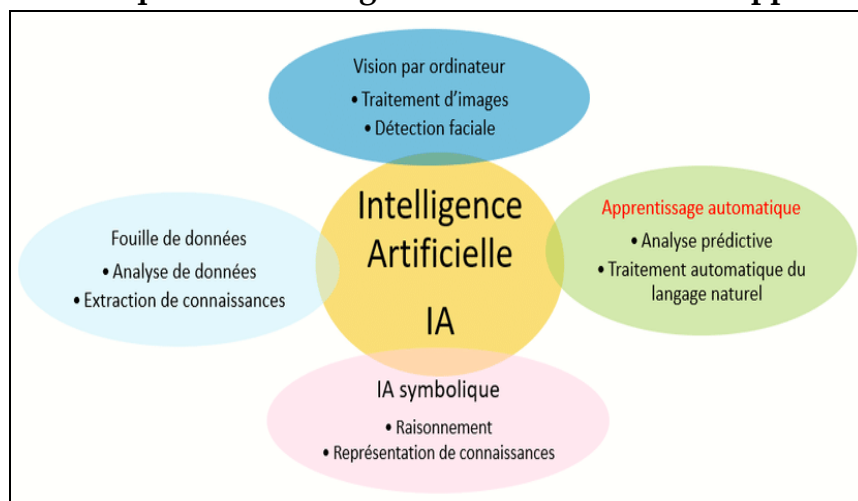 Vision par ordinateur
• Traitement d'images
• Détection faciale
Intelligence
Artificielle
IA
Fouille de données
• Analyse de données
• Extraction de connaissances
Apprentissage automatique
• Analyse prédictive
• Traitement automatique du
langage naturel
IA symbolique
• Raisonnement
• Représentation de connaissances